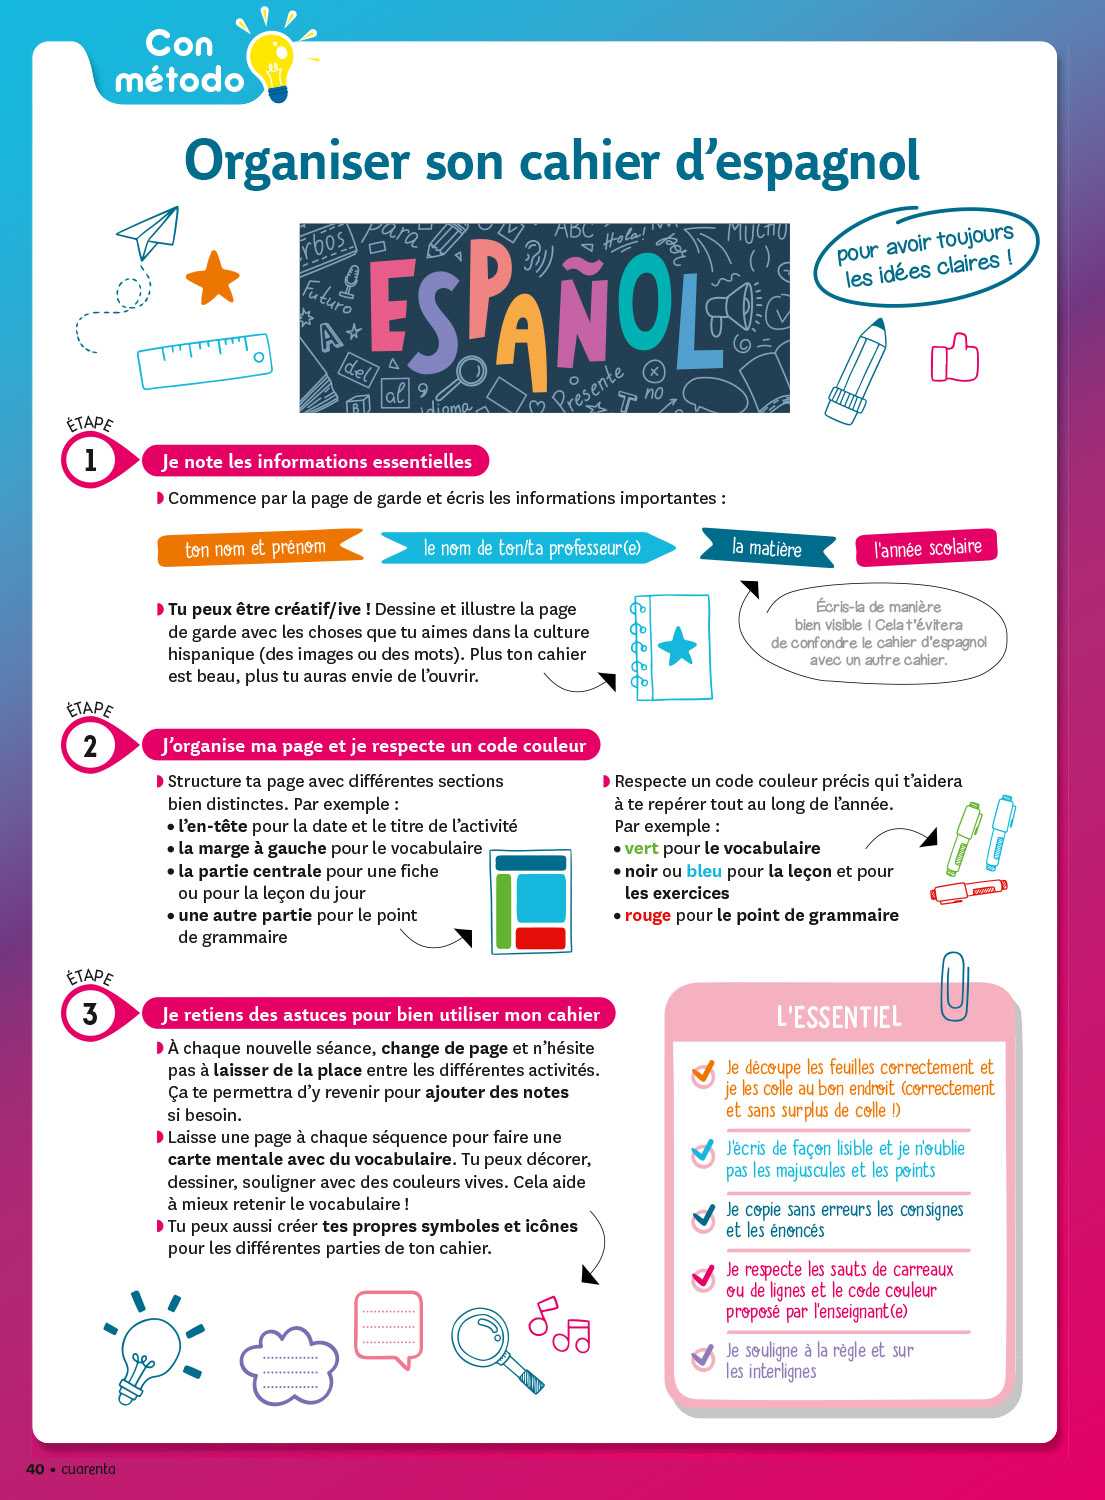 Con
método
Organiser son cahier d'espagnol
pour avoir toujours
les idées claires !
Para
ABC
Hola!
MUCHO
Futuro
ESPAÑOL
A
del
al
idioma
Presente
no
ÉTAPE
1
Je note les informations essentielles
Commence par la page de garde et écris les informations importantes :
ton nom et prénom
le nom de ton/ta professeur(e)
la matière
l'année scolaire
Tu peux être créatif/ive ! Dessine et illustre la page
de garde avec les choses que tu aimes dans la culture
hispanique (des images ou des mots). Plus ton cahier
est beau, plus tu auras envie de l'ouvrir.
Écris-la de manière
bien visible ! Cela t'évitera
de confondre le cahier d'espagnol
avec un autre cahier.
ÉTAPE
2
J'organise ma page et je respecte un code couleur
Structure ta page avec différentes sections
bien distinctes. Par exemple :
• l'en-tête pour la date et le titre de l'activité
• la marge à gauche pour le vocabulaire
• la partie centrale pour une fiche
ou pour la leçon du jour
• une autre partie pour le point
de grammaire
Respecte un code couleur précis qui t'aidera
à te repérer tout au long de l'année.
Par exemple :
• vert pour le vocabulaire
• noir ou bleu pour la leçon et pour
les exercices
• rouge pour le point de grammaire
ÉTAPE
3
Je retiens des astuces pour bien utiliser mon cahier
À chaque nouvelle séance, change de page et n'hésite
pas à laisser de la place entre les différentes activités.
Ça te permettra d'y revenir pour ajouter des notes
si besoin.
Laisse une page à chaque séquence pour faire une
carte mentale avec du vocabulaire. Tu peux décorer,
dessiner, souligner avec des couleurs vives. Cela aide
à mieux retenir le vocabulaire !
Tu peux aussi créer tes propres symboles et icônes
pour les différentes parties de ton cahier.
L'ESSENTIEL
Je découpe les feuilles correctement et
je les colle au bon endroit (correctement
et sans surplus de colle !)
J'écris de façon lisible et je n'oublie
pas les majuscules et les points
Je copie sans erreurs les consignes
et les énoncés
Je respecte les sauts de carreaux
ou de lignes et le code couleur
proposé par l'enseignant(e)
Je souligne à la règle et sur
les interlignes
40 • cuarenta